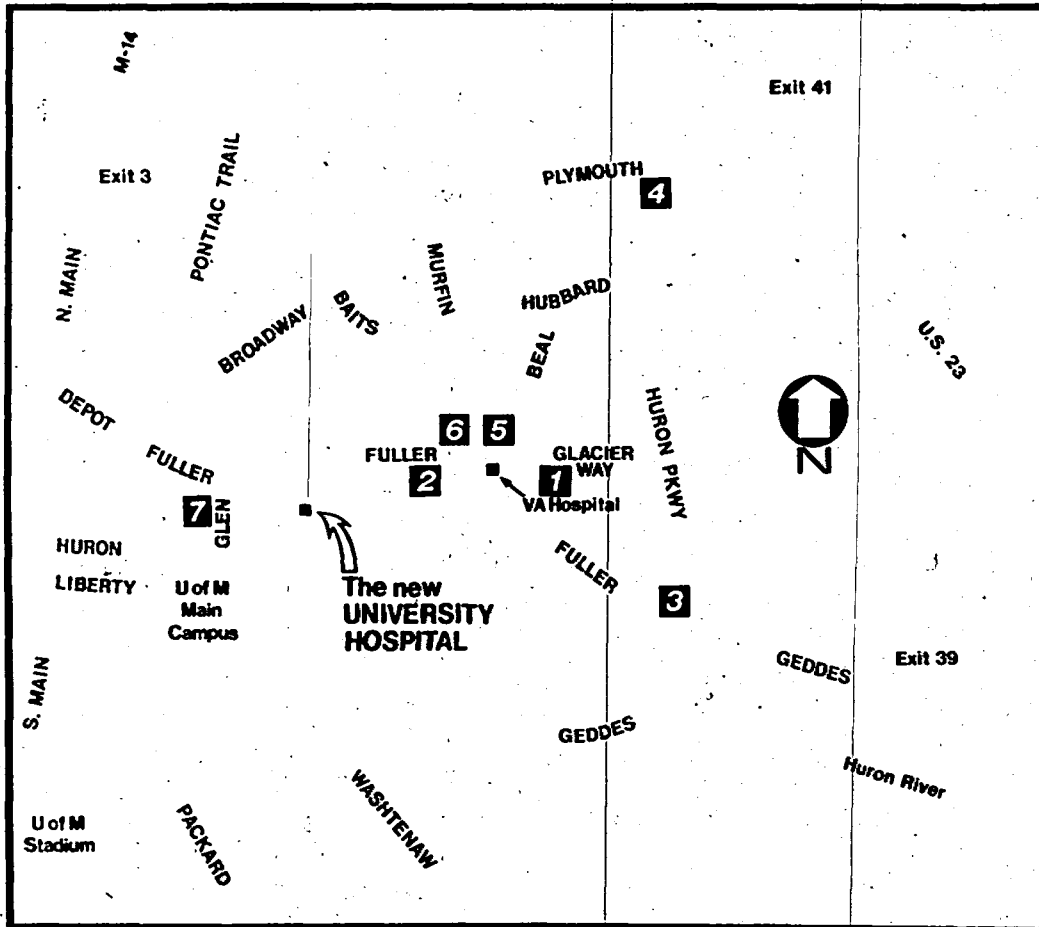 M-14
Exit 41
Exit 3
PONTIAC TRAIL
PLYMOUTH
4
N. MAIN
MURFIN
HUBBARD
BAITS
BROADWAY
BEAL
U.S. 23
DEPOT
HURON PKWY
6
5
FULLER
FULLER
2
GLACIER
WAY
1
N
VA Hospital
7
GLEN
HURON
LIBERTY
U of M
Main
Campus
The new
UNIVERSITY
HOSPITAL
FULLER
3
S. MAIN
GEDDES
Exit 39
GEDDES
Huron River
WASHTENAW
PACKARD
U of M
Stadium